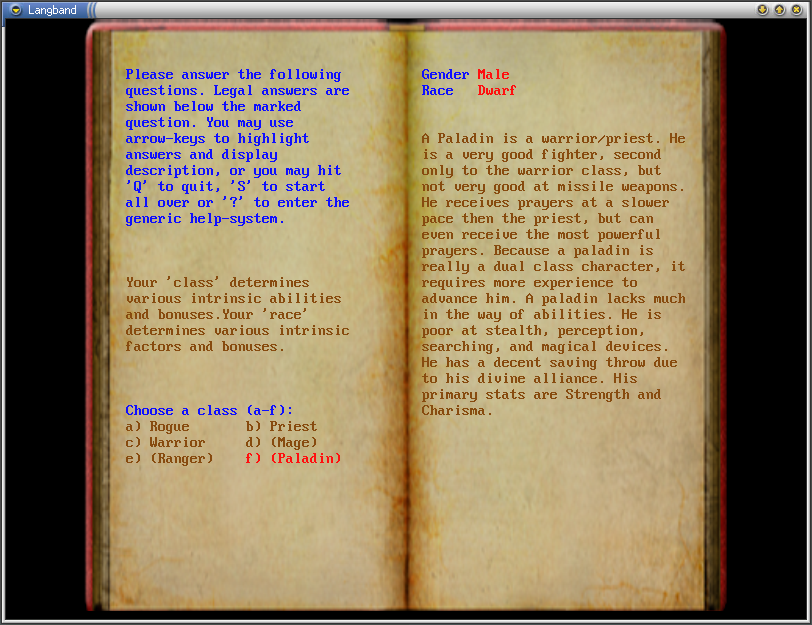 Langband
Please answer the following
questions. Legal answers are
shown below the marked
question. You may use
arrow-keys to highlight
answers and display
description, or you may hit
'Q' to quit, 'S' to start
all over or '?' to enter the
generic help-system.
Your 'class' determines
various intrinsic abilities
and bonuses.Your 'race'
determines various intrinsic
factors and bonuses.
Choose a class (a-f):
a) Rogue b) Priest
c) Warrior d) (Mage)
e) (Ranger) f) (Paladin)
Gender Male
Race Dwarf
A Paladin is a warrior/priest. He
is a very good fighter, second
only to the warrior class, but
not very good at missile weapons.
He receives prayers at a slower
pace then the priest, but can
even receive the most powerful
prayers. Because a paladin is
really a dual class character, it
requires more experience to
advance him. A paladin lacks much
in the way of abilities. He is
poor at stealth, perception,
searching, and magical devices.
He has a decent saving throw due
to his divine alliance. His
primary stats are Strength and
Charisma.